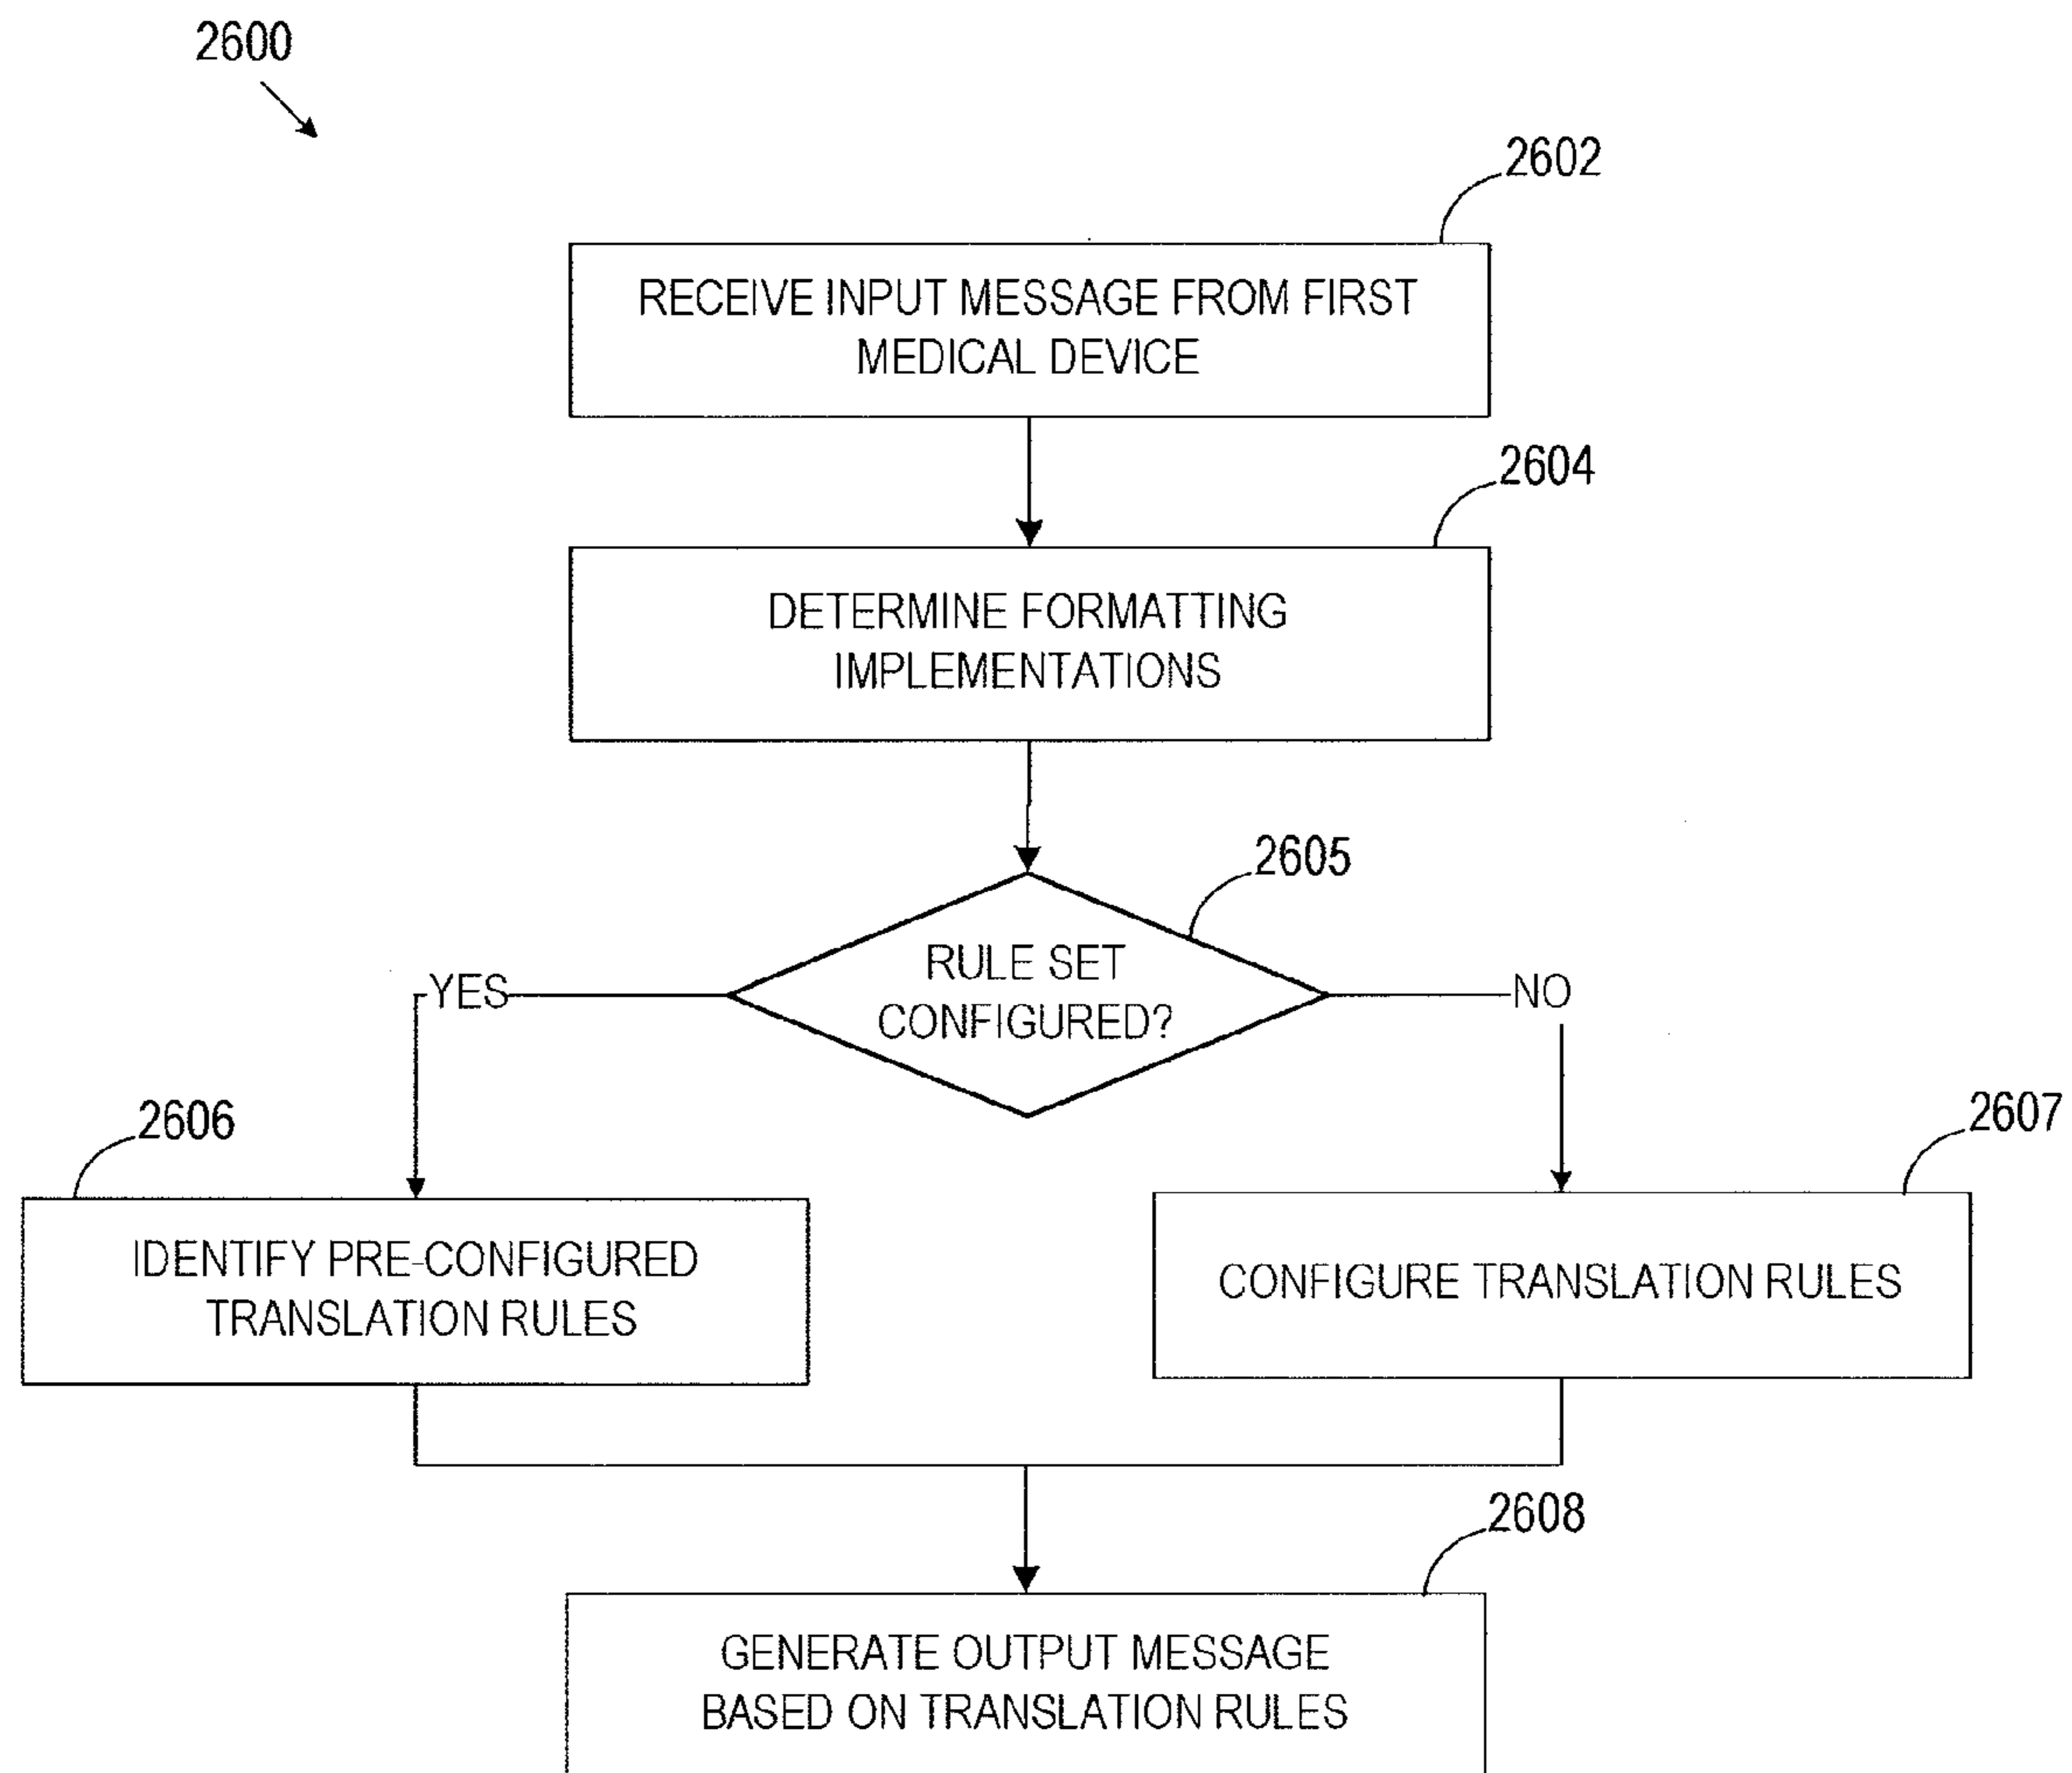 2600
2602
RECEIVE INPUT MESSAGE FROM FIRST
MEDICAL DEVICE
2604
DETERMINE FORMATTING
IMPLEMENTATIONS
2605
RULE SET
CONFIGURED?
YES
NO
2606
IDENTIFY PRE-CONFIGURED
TRANSLATION RULES
2607
CONFIGURE TRANSLATION RULES
2608
GENERATE OUTPUT MESSAGE
BASED ON TRANSLATION RULES